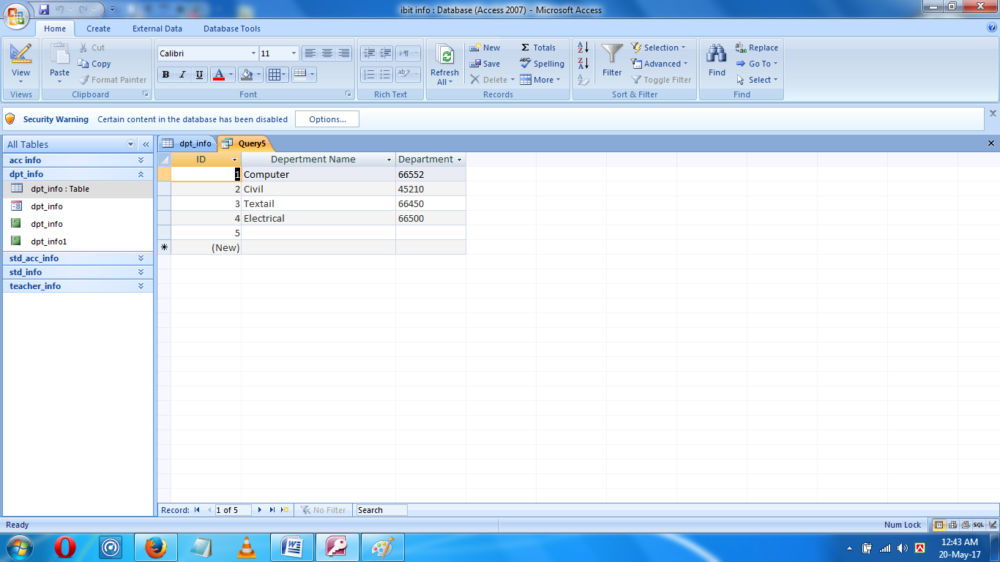 ibit info : Database (Access 2007) - Microsoft Access
Home Create External Data Database Tools
View
Views
Paste
Cut
Copy
Format Painter
Clipboard
Calibri 11
B I U A
Font
Rich Text
Refresh All
New
Save
Delete
Σ Totals
ABC Spelling
More
Records
A Z
Z A
A Z
Filter
Selection
Advanced
Toggle Filter
Sort & Filter
Find
Replace
Go To
Select
Find
Security Warning Certain content in the database has been disabled Options...
All Tables
acc info
dpt_info
dpt_info : Table
dpt_info
dpt_info
dpt_info1
std_acc_info
std_info
teacher_info
dpt_info Query5
ID Depertment Name Department
1 Computer 66552
2 Civil 45210
3 Textail 66450
4 Electrical 66500
5
(New)
Record: 1 of 5 No Filter Search
Ready Num Lock SQL
12:43 AM
20-May-17